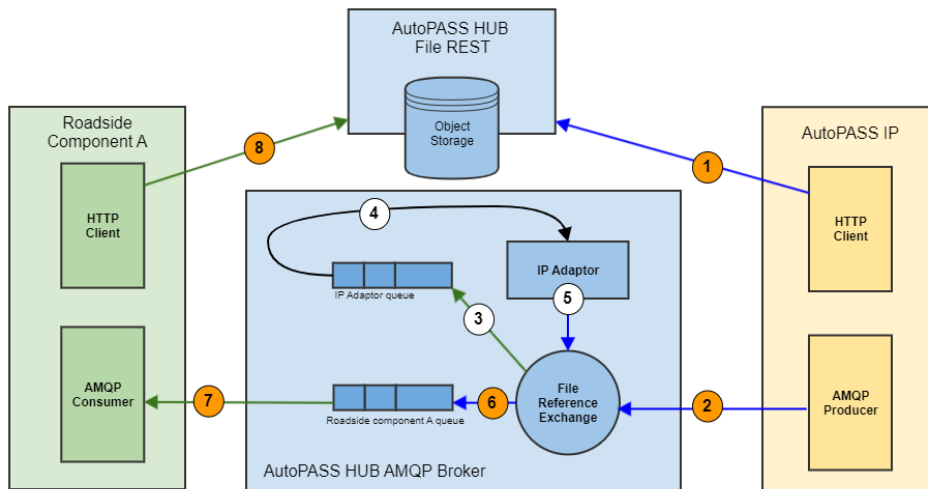 AutoPASS HUB
File REST
Object
Storage
Roadside
Component A
HTTP
Client
AMQP
Consumer
8
1
AutoPASS IP
HTTP
Client
AMQP
Producer
4
IP Adaptor
IP Adaptor queue
5
3
File
Reference
Exchange
7
6
2
Roadside component A queue
AutoPASS HUB AMQP Broker